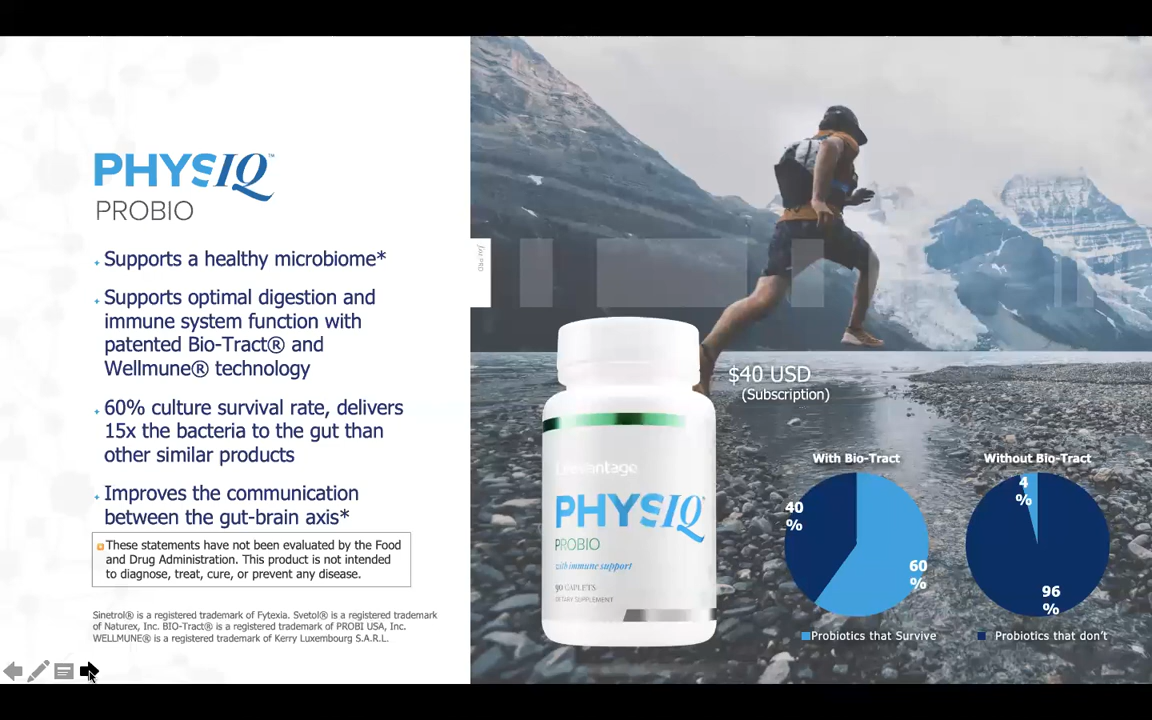 PHYSIQ™
PROBIO
Supports a healthy microbiome*
Supports optimal digestion and
immune system function with
patented Bio-Tract® and
Wellmune® technology
60% culture survival rate, delivers
15x the bacteria to the gut than
other similar products
Improves the communication
between the gut-brain axis*
These statements have not been evaluated by the Food
and Drug Administration. This product is not intended
to diagnose, treat, cure, or prevent any disease.
Sinetrol® is a registered trademark of Fytexia. Svetol® is a registered trademark
of Naturex, Inc. BIO-Tract® is a registered trademark of PROBI USA, Inc.
WELLMUNE® is a registered trademark of Kerry Luxembourg S.A.R.L.
$40 USD
(Subscription)
PHYSIQ
PROBIO
with immune support
90 CAPLETS
DIETARY SUPPLEMENT
With Bio-Tract
40
%
60
%
Without Bio-Tract
4
%
96
%
Probiotics that Survive
Probiotics that don't